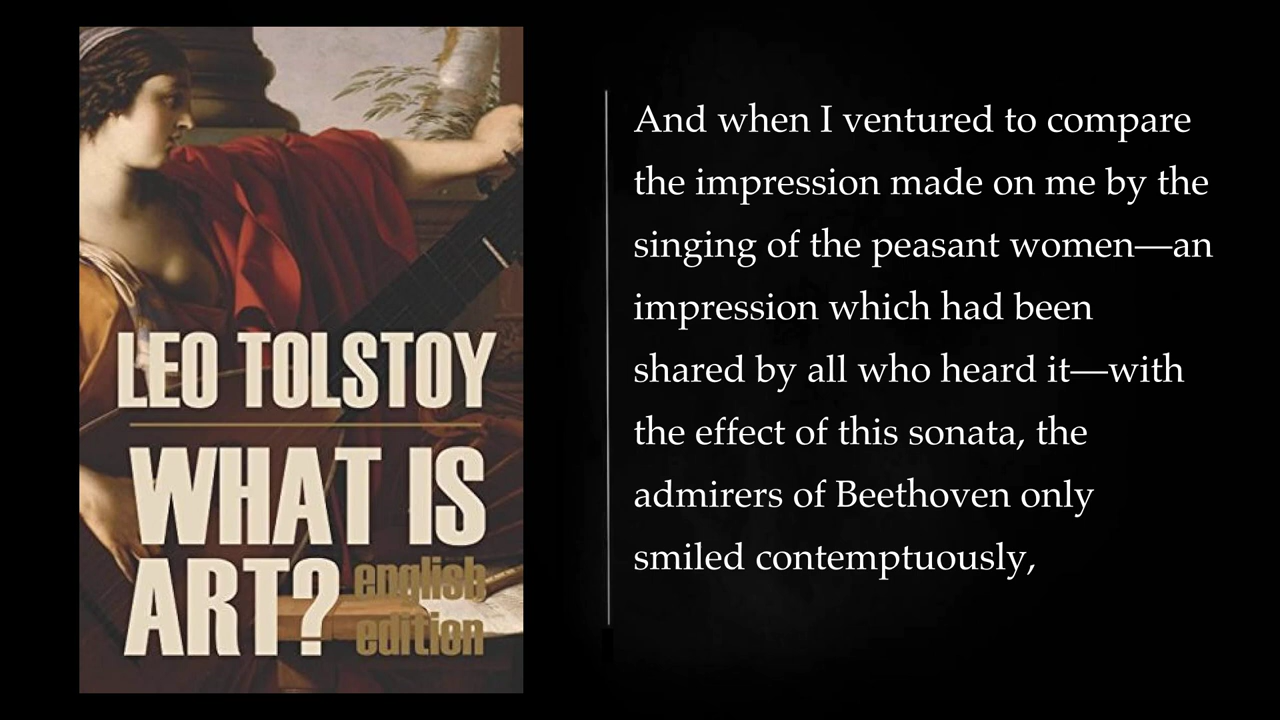 LEO TOLSTOY
WHAT IS
ART?
english
edition
And when I ventured to compare
the impression made on me by the
singing of the peasant women—an
impression which had been
shared by all who heard it—with
the effect of this sonata, the
admirers of Beethoven only
smiled contemptuously,